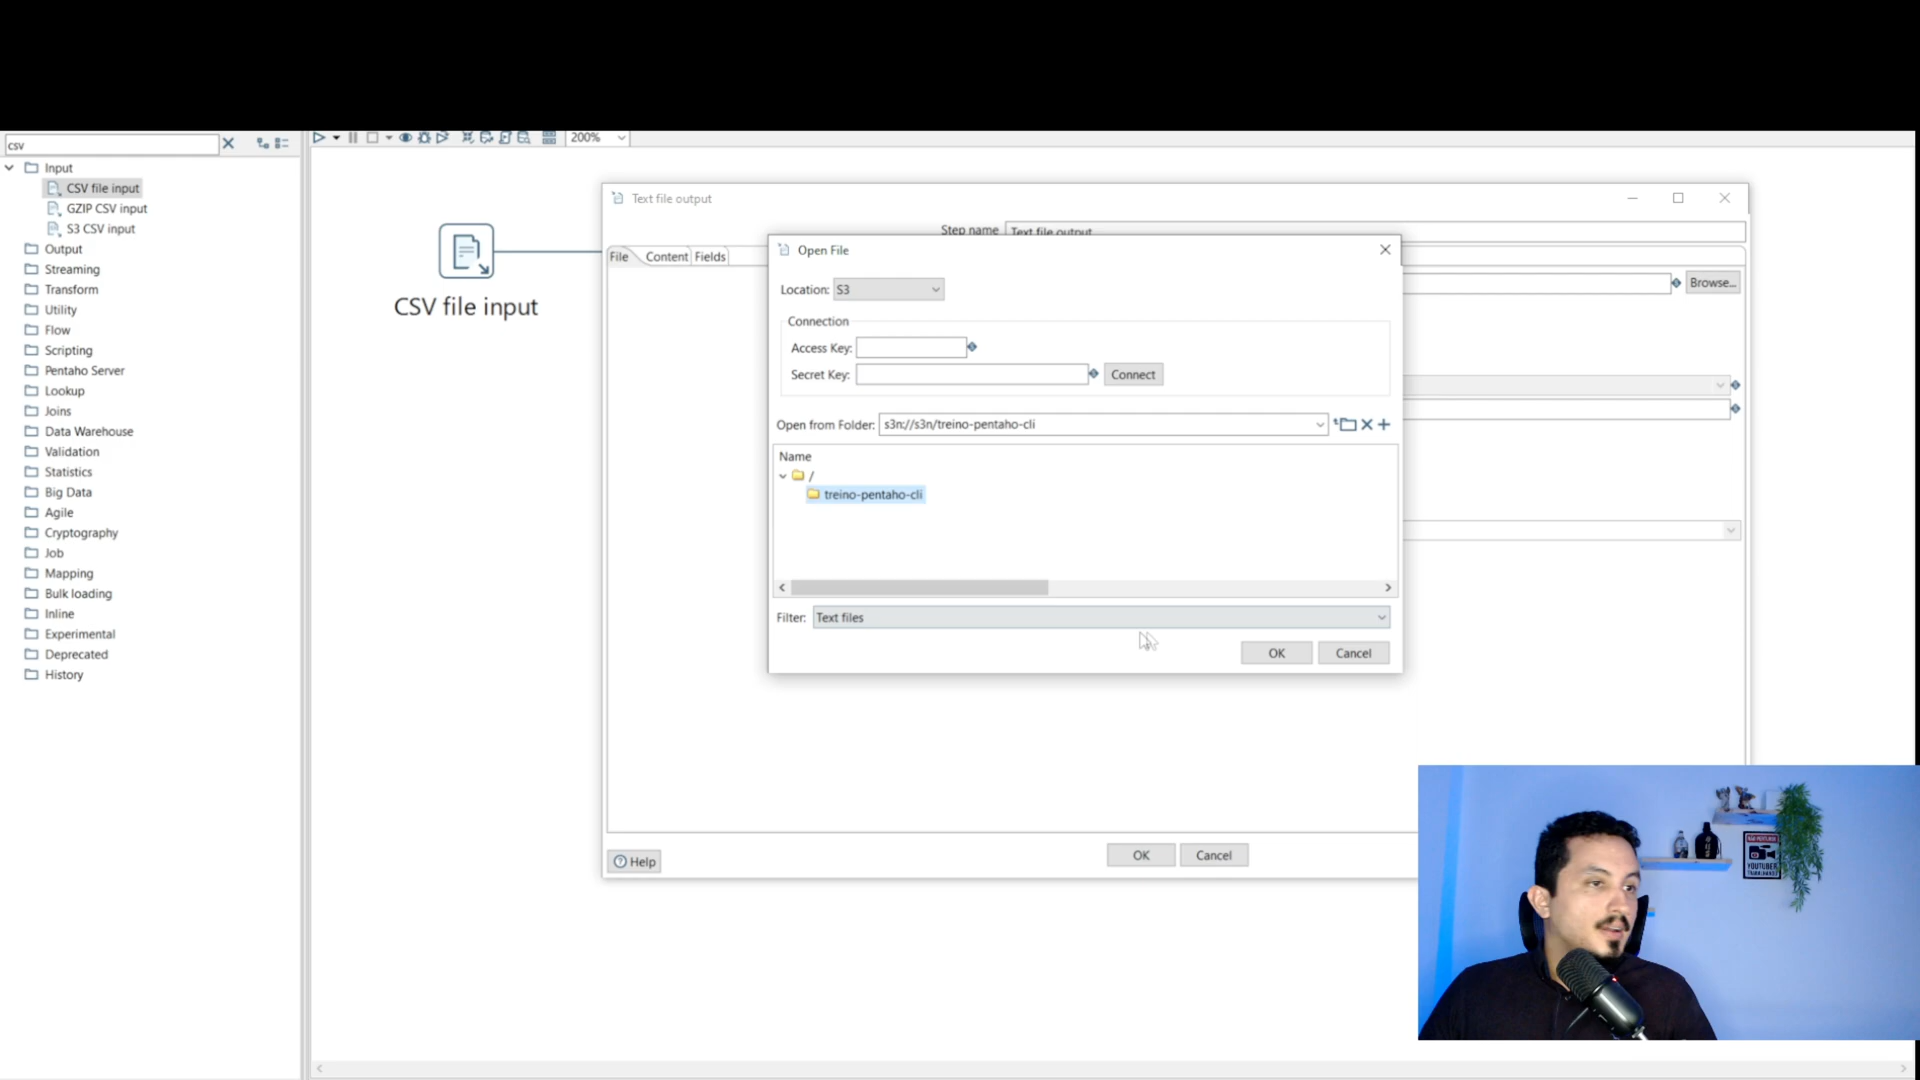 csv
200%
Input
CSV file input
GZIP CSV input
S3 CSV input
Output
Streaming
Transform
Utility
Flow
Scripting
Pentaho Server
Lookup
Joins
Data Warehouse
Validation
Statistics
Big Data
Agile
Cryptography
Job
Mapping
Bulk loading
Inline
Experimental
Deprecated
History
CSV file input
Text file output
Step name Text file output
File Content Fields
Browse...
Open File
Location: S3
Connection
Access Key:
Secret Key: Connect
Open from Folder: s3n://s3n/treino-pentaho-cli
Name
/
treino-pentaho-cli
Filter: Text files
OK Cancel
Help
OK Cancel
YOUTUBER